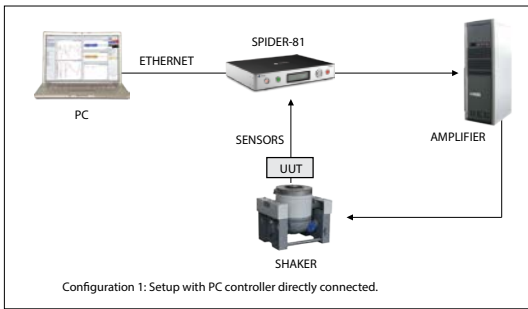 SPIDER-81
ETHERNET
PC
SENSORS
AMPLIFIER
UUT
SHAKER
Configuration 1: Setup with PC controller directly connected.